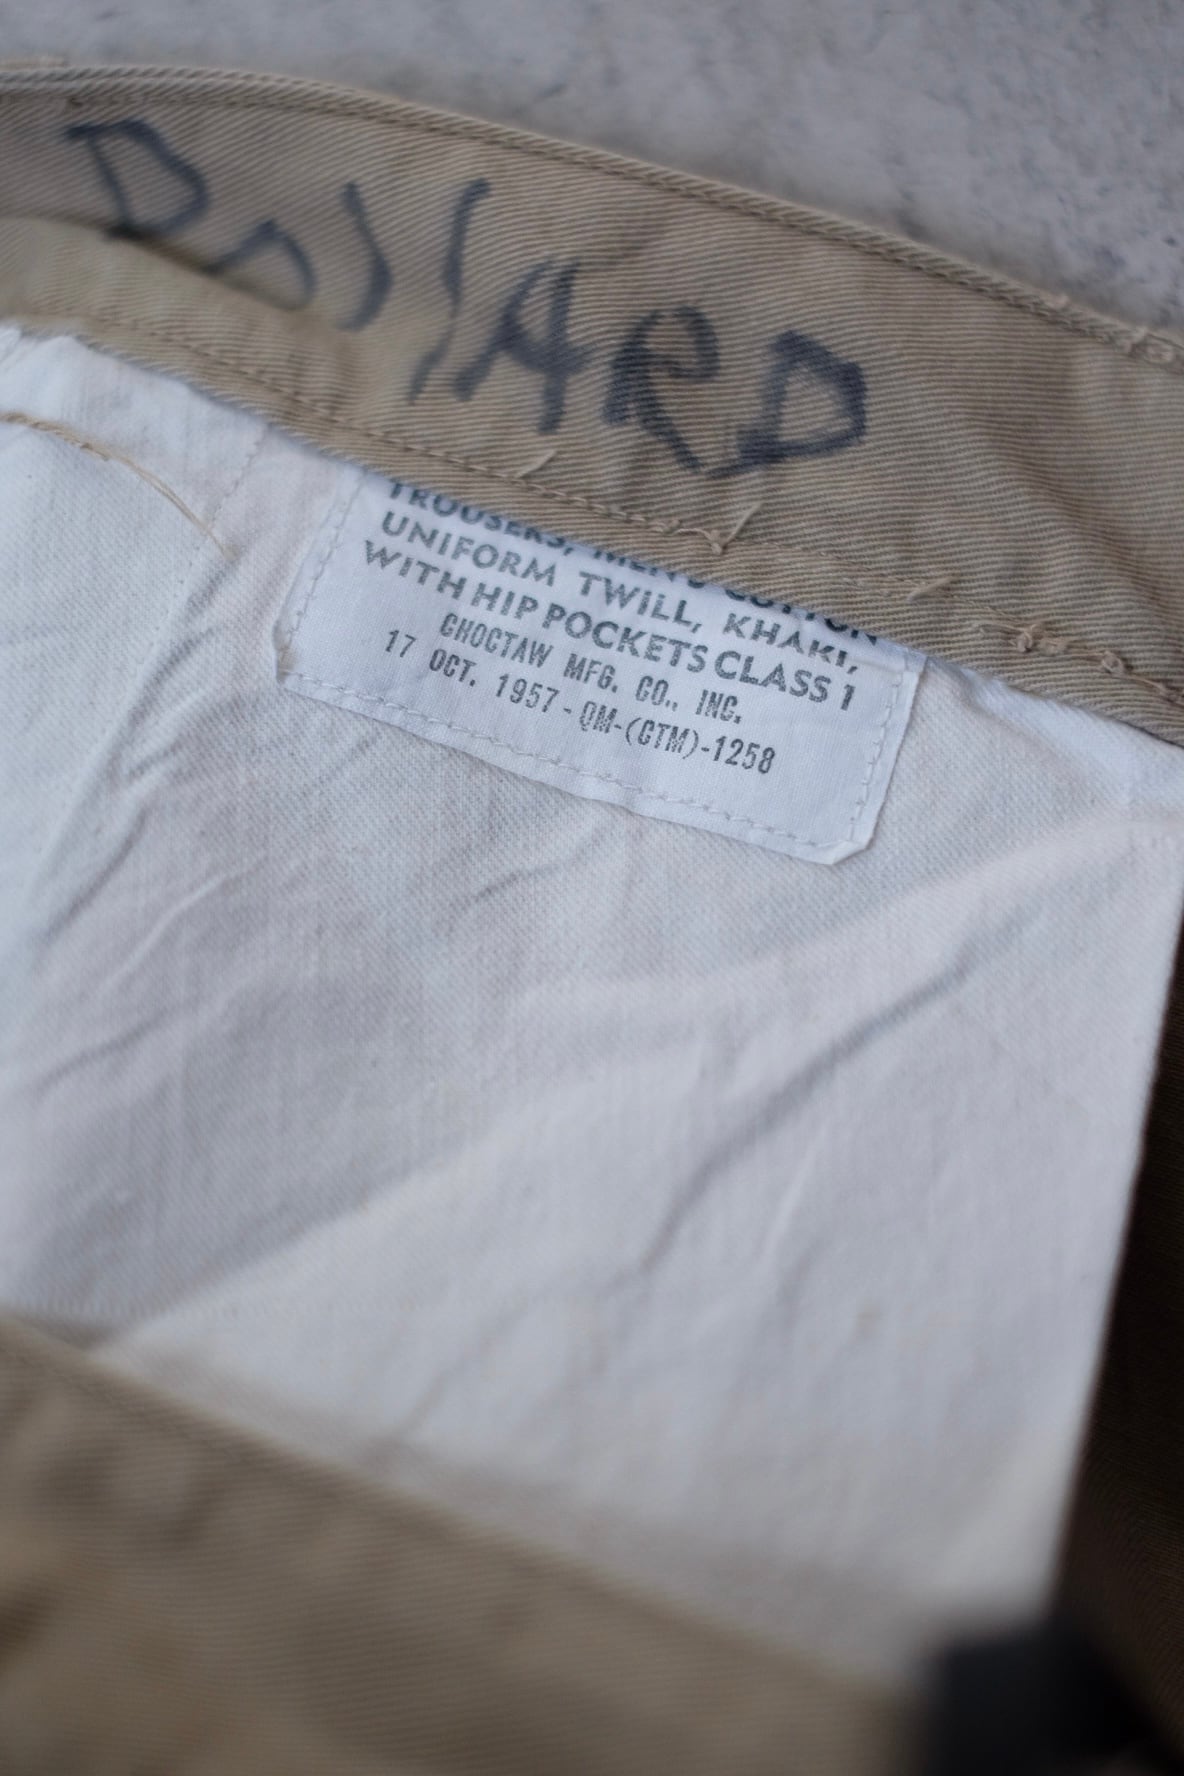 TROUSERS, MEN'S COTTON
UNIFORM TWILL, KHAKI,
WITH HIP POCKETS CLASS 1
CHOCTAW MFG. CO., INC.
17 OCT. 1957-QM-(CTM)-1258